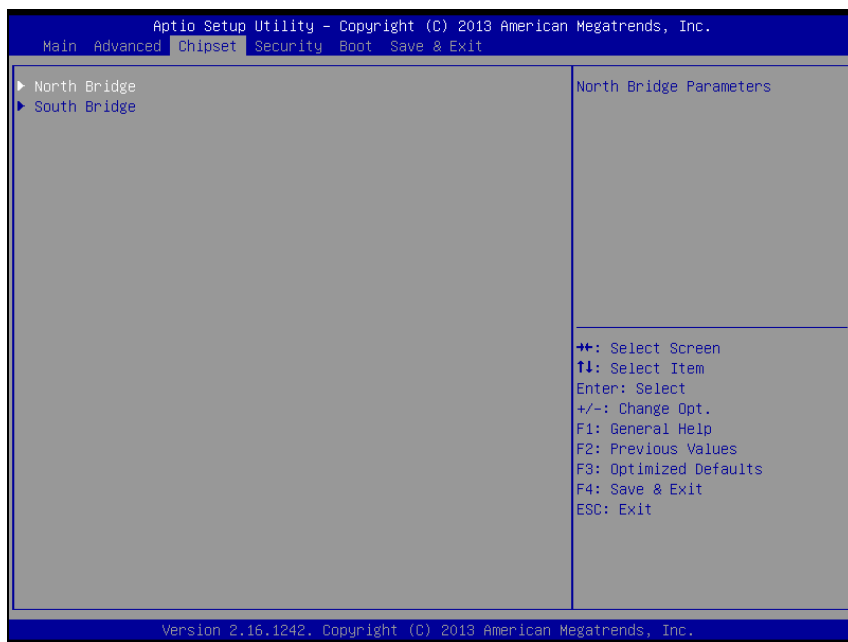 Aptio Setup Utility – Copyright (C) 2013 American Megatrends, Inc.
Main Advanced Chipset Security Boot Save & Exit
▶ North Bridge
▶ South Bridge
North Bridge Parameters
→←: Select Screen
↑↓: Select Item
Enter: Select
+/-: Change Opt.
F1: General Help
F2: Previous Values
F3: Optimized Defaults
F4: Save & Exit
ESC: Exit
Version 2.16.1242. Copyright (C) 2013 American Megatrends, Inc.